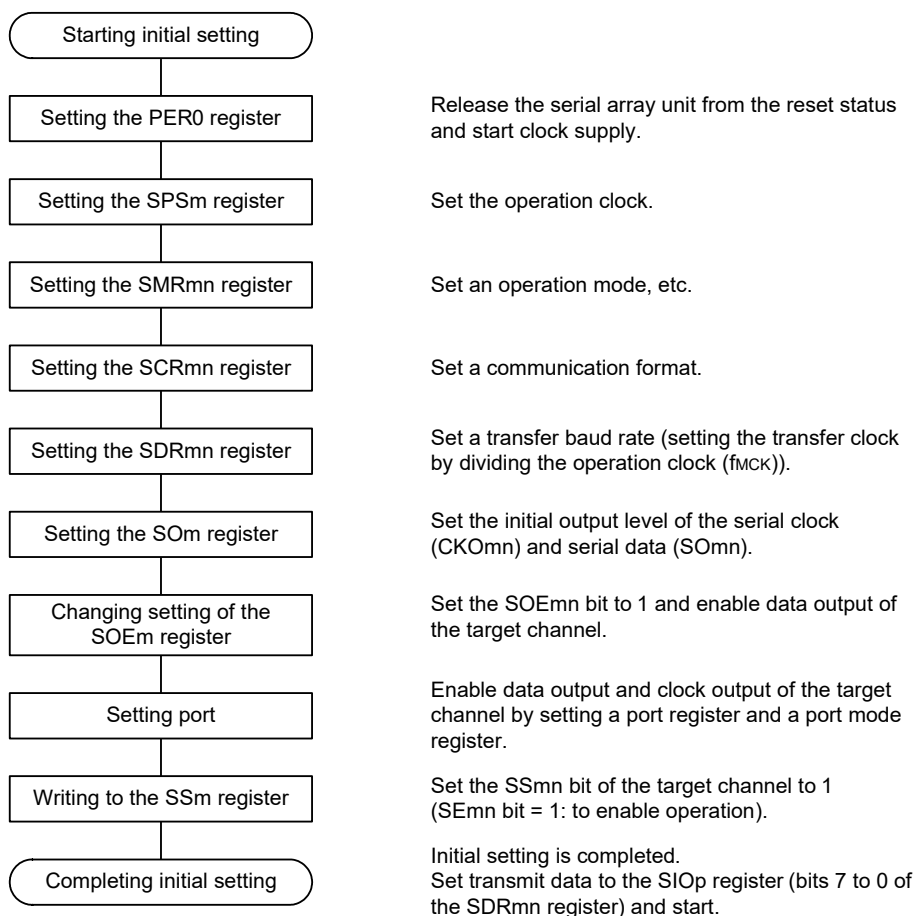 Starting initial setting
Setting the PER0 register
Release the serial array unit from the reset status
and start clock supply.
Setting the SPSm register
Set the operation clock.
Setting the SMRmn register
Set an operation mode, etc.
Setting the SCRmn register
Set a communication format.
Setting the SDRmn register
Set a transfer baud rate (setting the transfer clock
by dividing the operation clock (fMCK)).
Setting the SOm register
Set the initial output level of the serial clock
(CKOmn) and serial data (SOmn).
Changing setting of the
SOEm register
Set the SOEmn bit to 1 and enable data output of
the target channel.
Setting port
Enable data output and clock output of the target
channel by setting a port register and a port mode
register.
Writing to the SSm register
Set the SSmn bit of the target channel to 1
(SEmn bit = 1: to enable operation).
Completing initial setting
Initial setting is completed.
Set transmit data to the SIOp register (bits 7 to 0 of
the SDRmn register) and start.